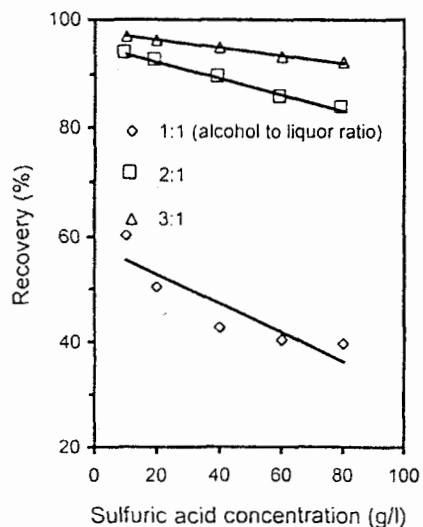 100
80
1:1 (alcohol to liquor ratio)
2:1
3:1
60
40
20
Recovery (%)
0 20 40 60 80 100
Sulfuric acid concentration (g/l)